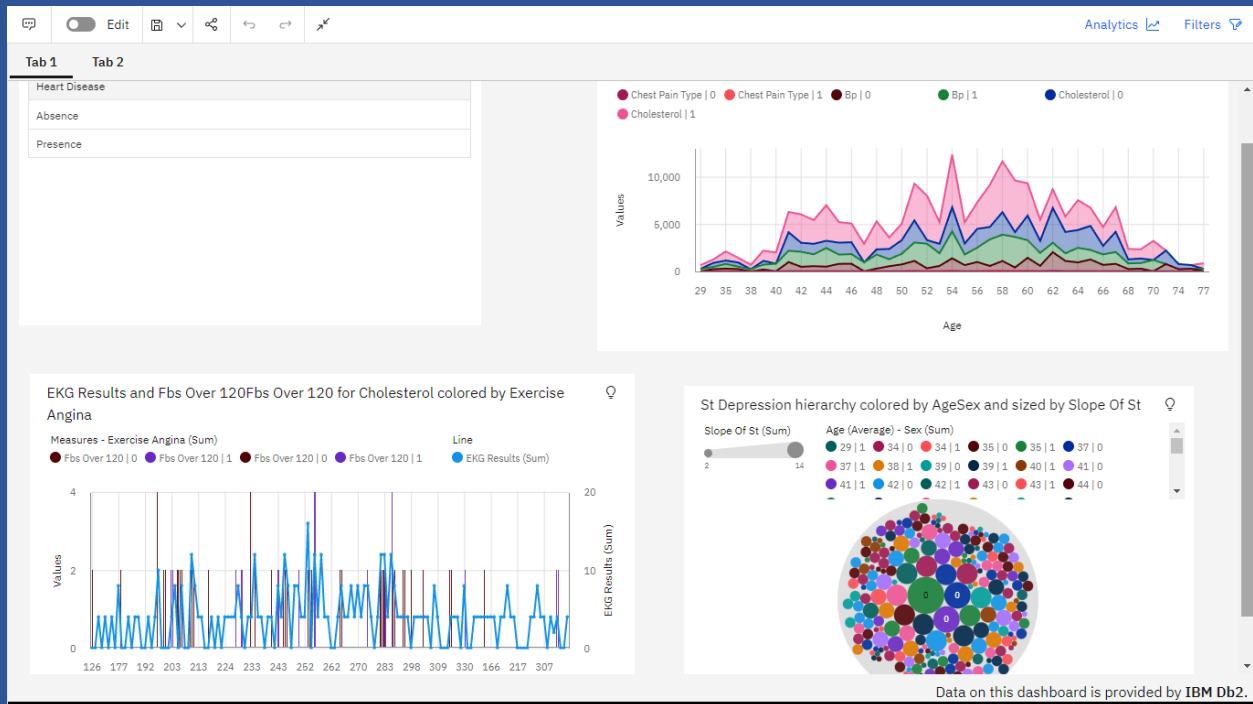 Edit
Analytics
Filters
Tab 1
Tab 2
Heart Disease
Absence
Presence
Chest Pain Type | 0 Chest Pain Type | 1 Bp | 0 Bp | 1 Cholesterol | 0
Cholesterol | 1
Values
10,000
5,000
0
29 35 38 40 42 44 46 48 50 52 54 56 58 60 62 64 66 68 70 74 77
Age
EKG Results and Fbs Over 120Fbs Over 120 for Cholesterol colored by Exercise
Angina
Measures - Exercise Angina (Sum)
Line
Fbs Over 120 | 0 Fbs Over 120 | 1 Fbs Over 120 | 0 Fbs Over 120 | 1
EKG Results (Sum)
Values
4
2
0
20
10
0
EKG Results (Sum)
126 177 192 203 213 224 233 243 252 262 270 283 298 309 330 166 217 307
St Depression hierarchy colored by AgeSex and sized by Slope Of St
Slope Of St (Sum)
2
14
Age (Average) - Sex (Sum)
29 | 1 34 | 0 34 | 1 35 | 0 35 | 1 37 | 0
37 | 1 38 | 1 39 | 0 39 | 1 40 | 1 41 | 0
41 | 1 42 | 0 42 | 1 43 | 0 43 | 1 44 | 0
0
0
0
Data on this dashboard is provided by IBM Db2.